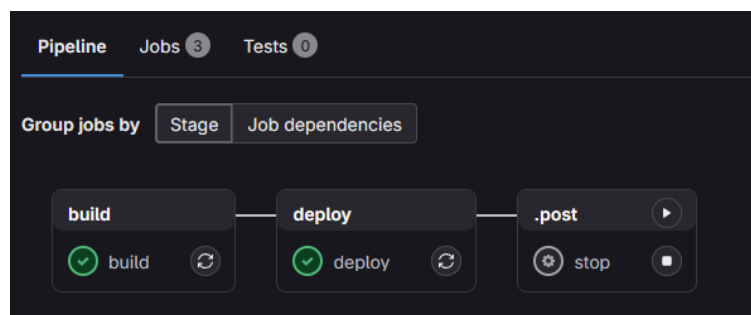 Pipeline Jobs 3 Tests 0
Group jobs by Stage Job dependencies
build deploy .post
build deploy stop